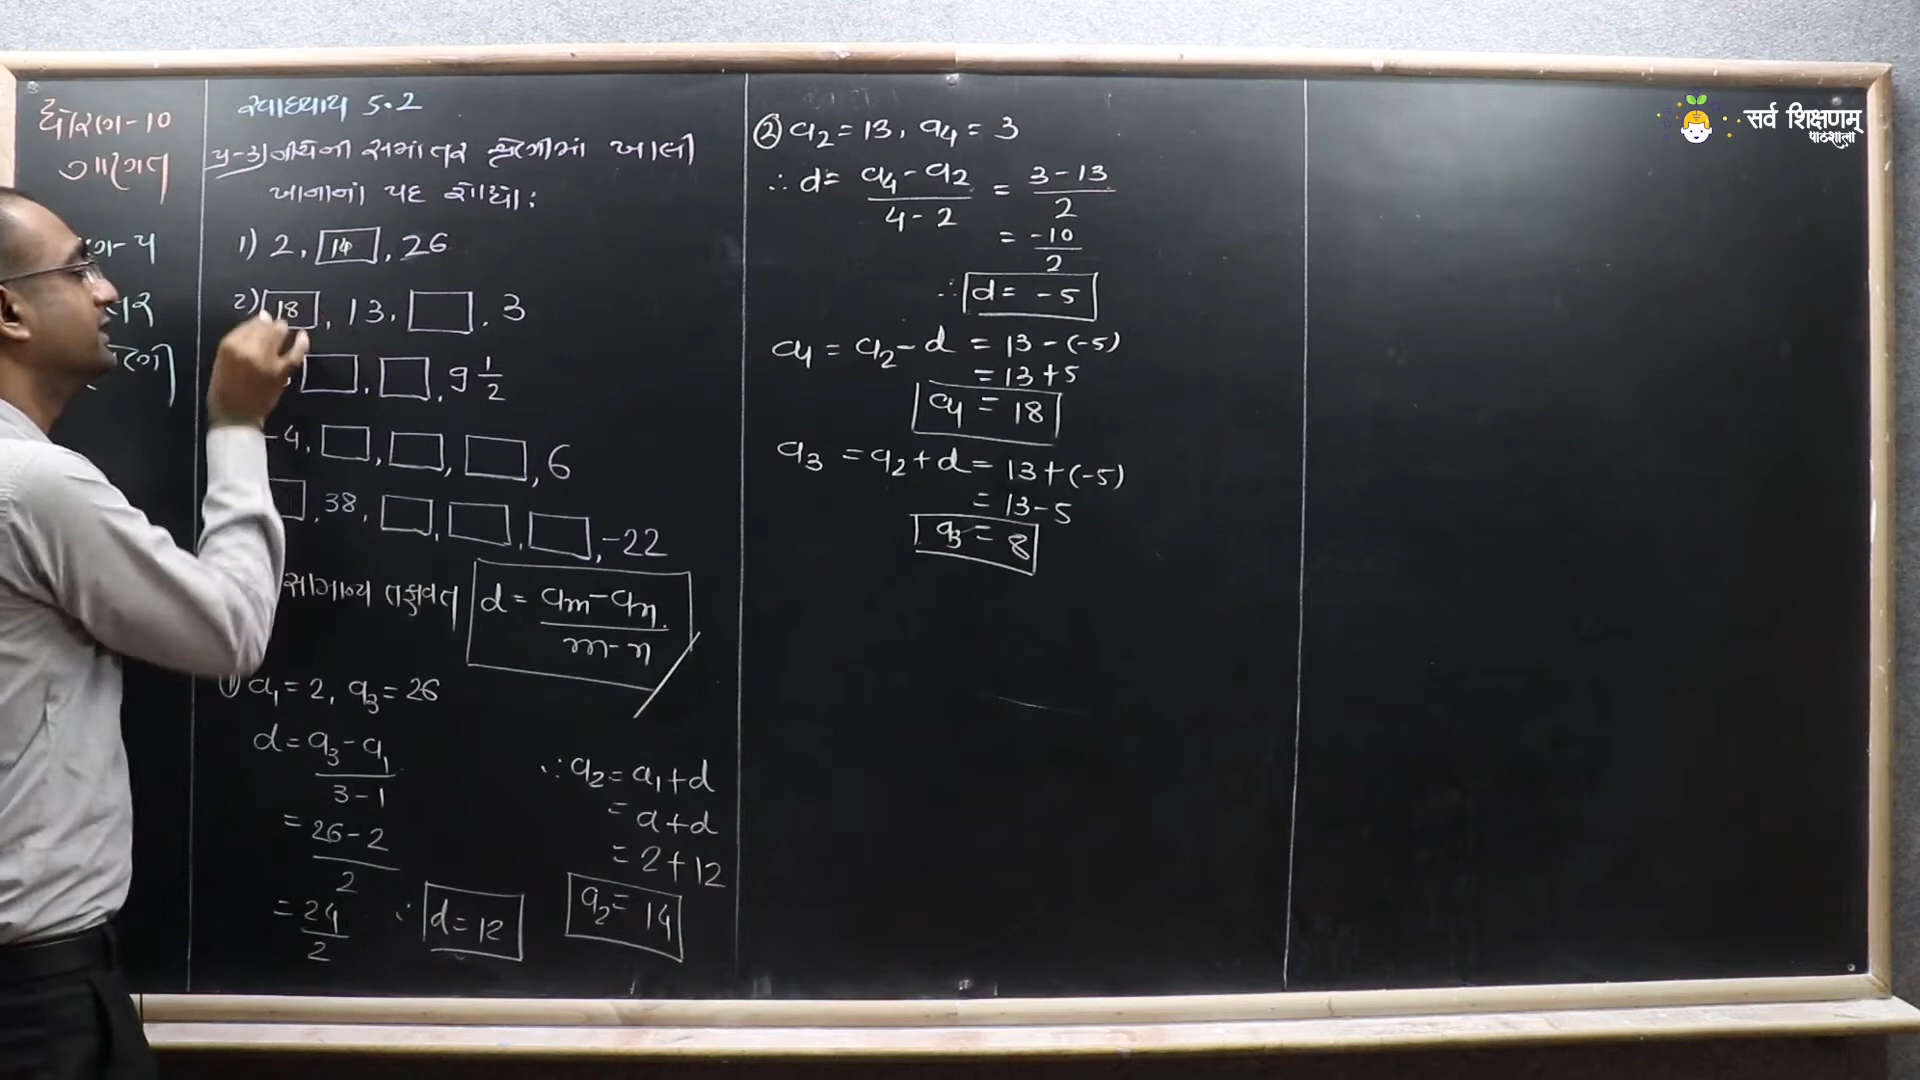 ધોરણ-10
ગણિત
સ્વાધ્યાય 5.2
પ્ર-3) નીચેની સમાંતર શ્રેણીમાં ખાલી
ખાનાનાં પદ શોધો:
1) 2, 14, 26
2) 18, 13, □, 3
□, □, 9 1/2
-4, □, □, □, 6
□, 38, □, □, □, -22
સામાન્ય તફાવત d = (am - an)/(m - n)
① a1 = 2, a3 = 26
d = (a3 - a1)/(3 - 1)
= (26 - 2)/2
= 24/2 ∴ d = 12
∴ a2 = a1 + d
= a + d
= 2 + 12
a2 = 14
② a2 = 13, a4 = 3
∴ d = (a4 - a2)/(4 - 2) = (3 - 13)/2
= -10/2
∴ d = -5
a1 = a2 - d = 13 - (-5)
= 13 + 5
a1 = 18
a3 = a2 + d = 13 + (-5)
= 13 - 5
a3 = 8
सर्व शिक्षणम्
पाठशाला